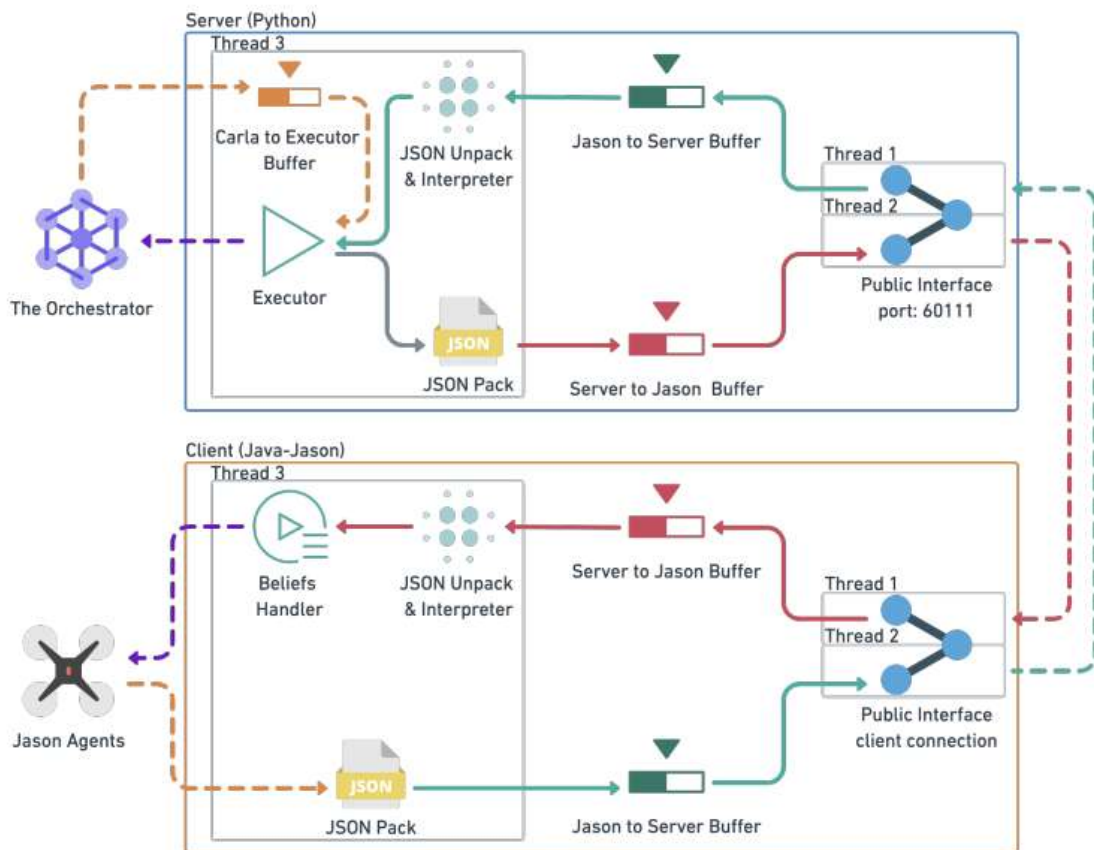 Server (Python)
Thread 3
Carla to Executor
Buffer
JSON Unpack
& Interpreter
Jason to Server Buffer
Thread 1
Thread 2
Public Interface
port: 60111
The Orchestrator
Executor
JSON
JSON Pack
Server to Jason Buffer
Client (Java-Jason)
Thread 3
Beliefs
Handler
JSON Unpack
& Interpreter
Server to Jason Buffer
Thread 1
Thread 2
Public Interface
client connection
Jason Agents
JSON
JSON Pack
Jason to Server Buffer